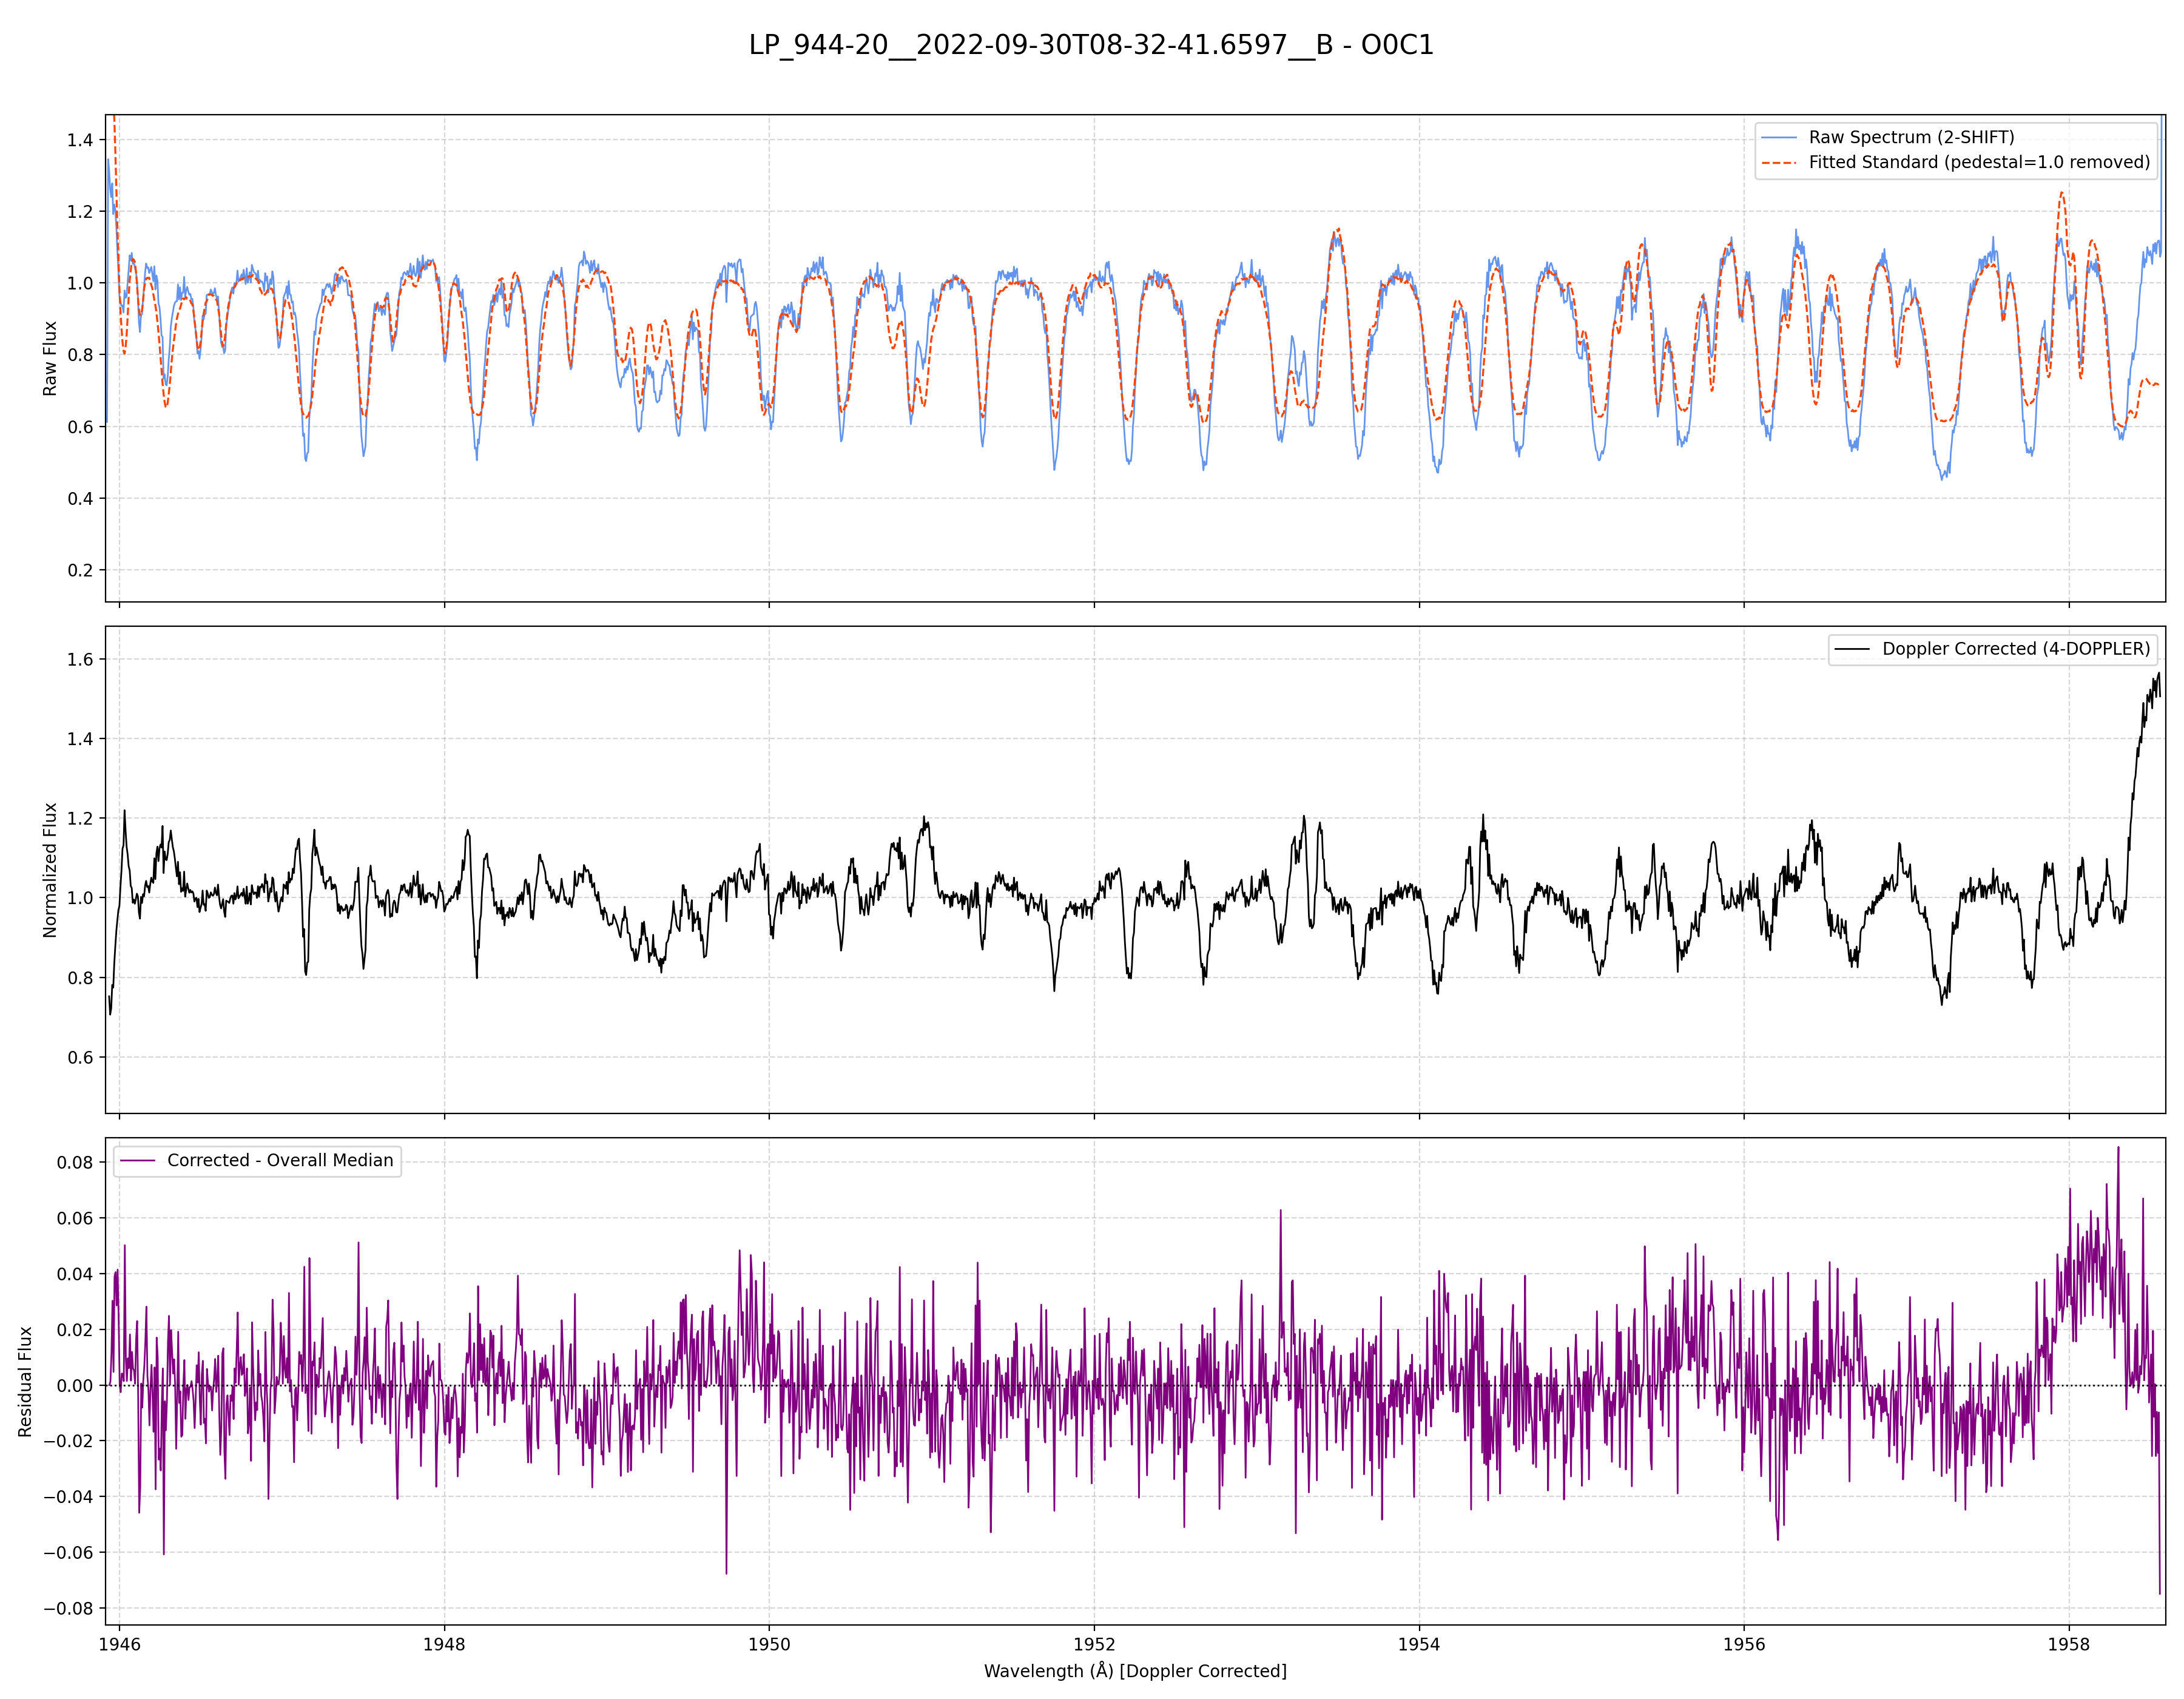 LP_944-20__2022-09-30T08-32-41.6597__B - O0C1
Raw Flux
1.4
1.2
1.0
0.8
0.6
0.4
0.2
Raw Spectrum (2-SHIFT)
Fitted Standard (pedestal=1.0 removed)
Normalized Flux
1.6
1.4
1.2
1.0
0.8
0.6
Doppler Corrected (4-DOPPLER)
Residual Flux
0.08
0.06
0.04
0.02
0.00
−0.02
−0.04
−0.06
−0.08
Corrected - Overall Median
1946 1948 1950 1952 1954 1956 1958
Wavelength (Å) [Doppler Corrected]